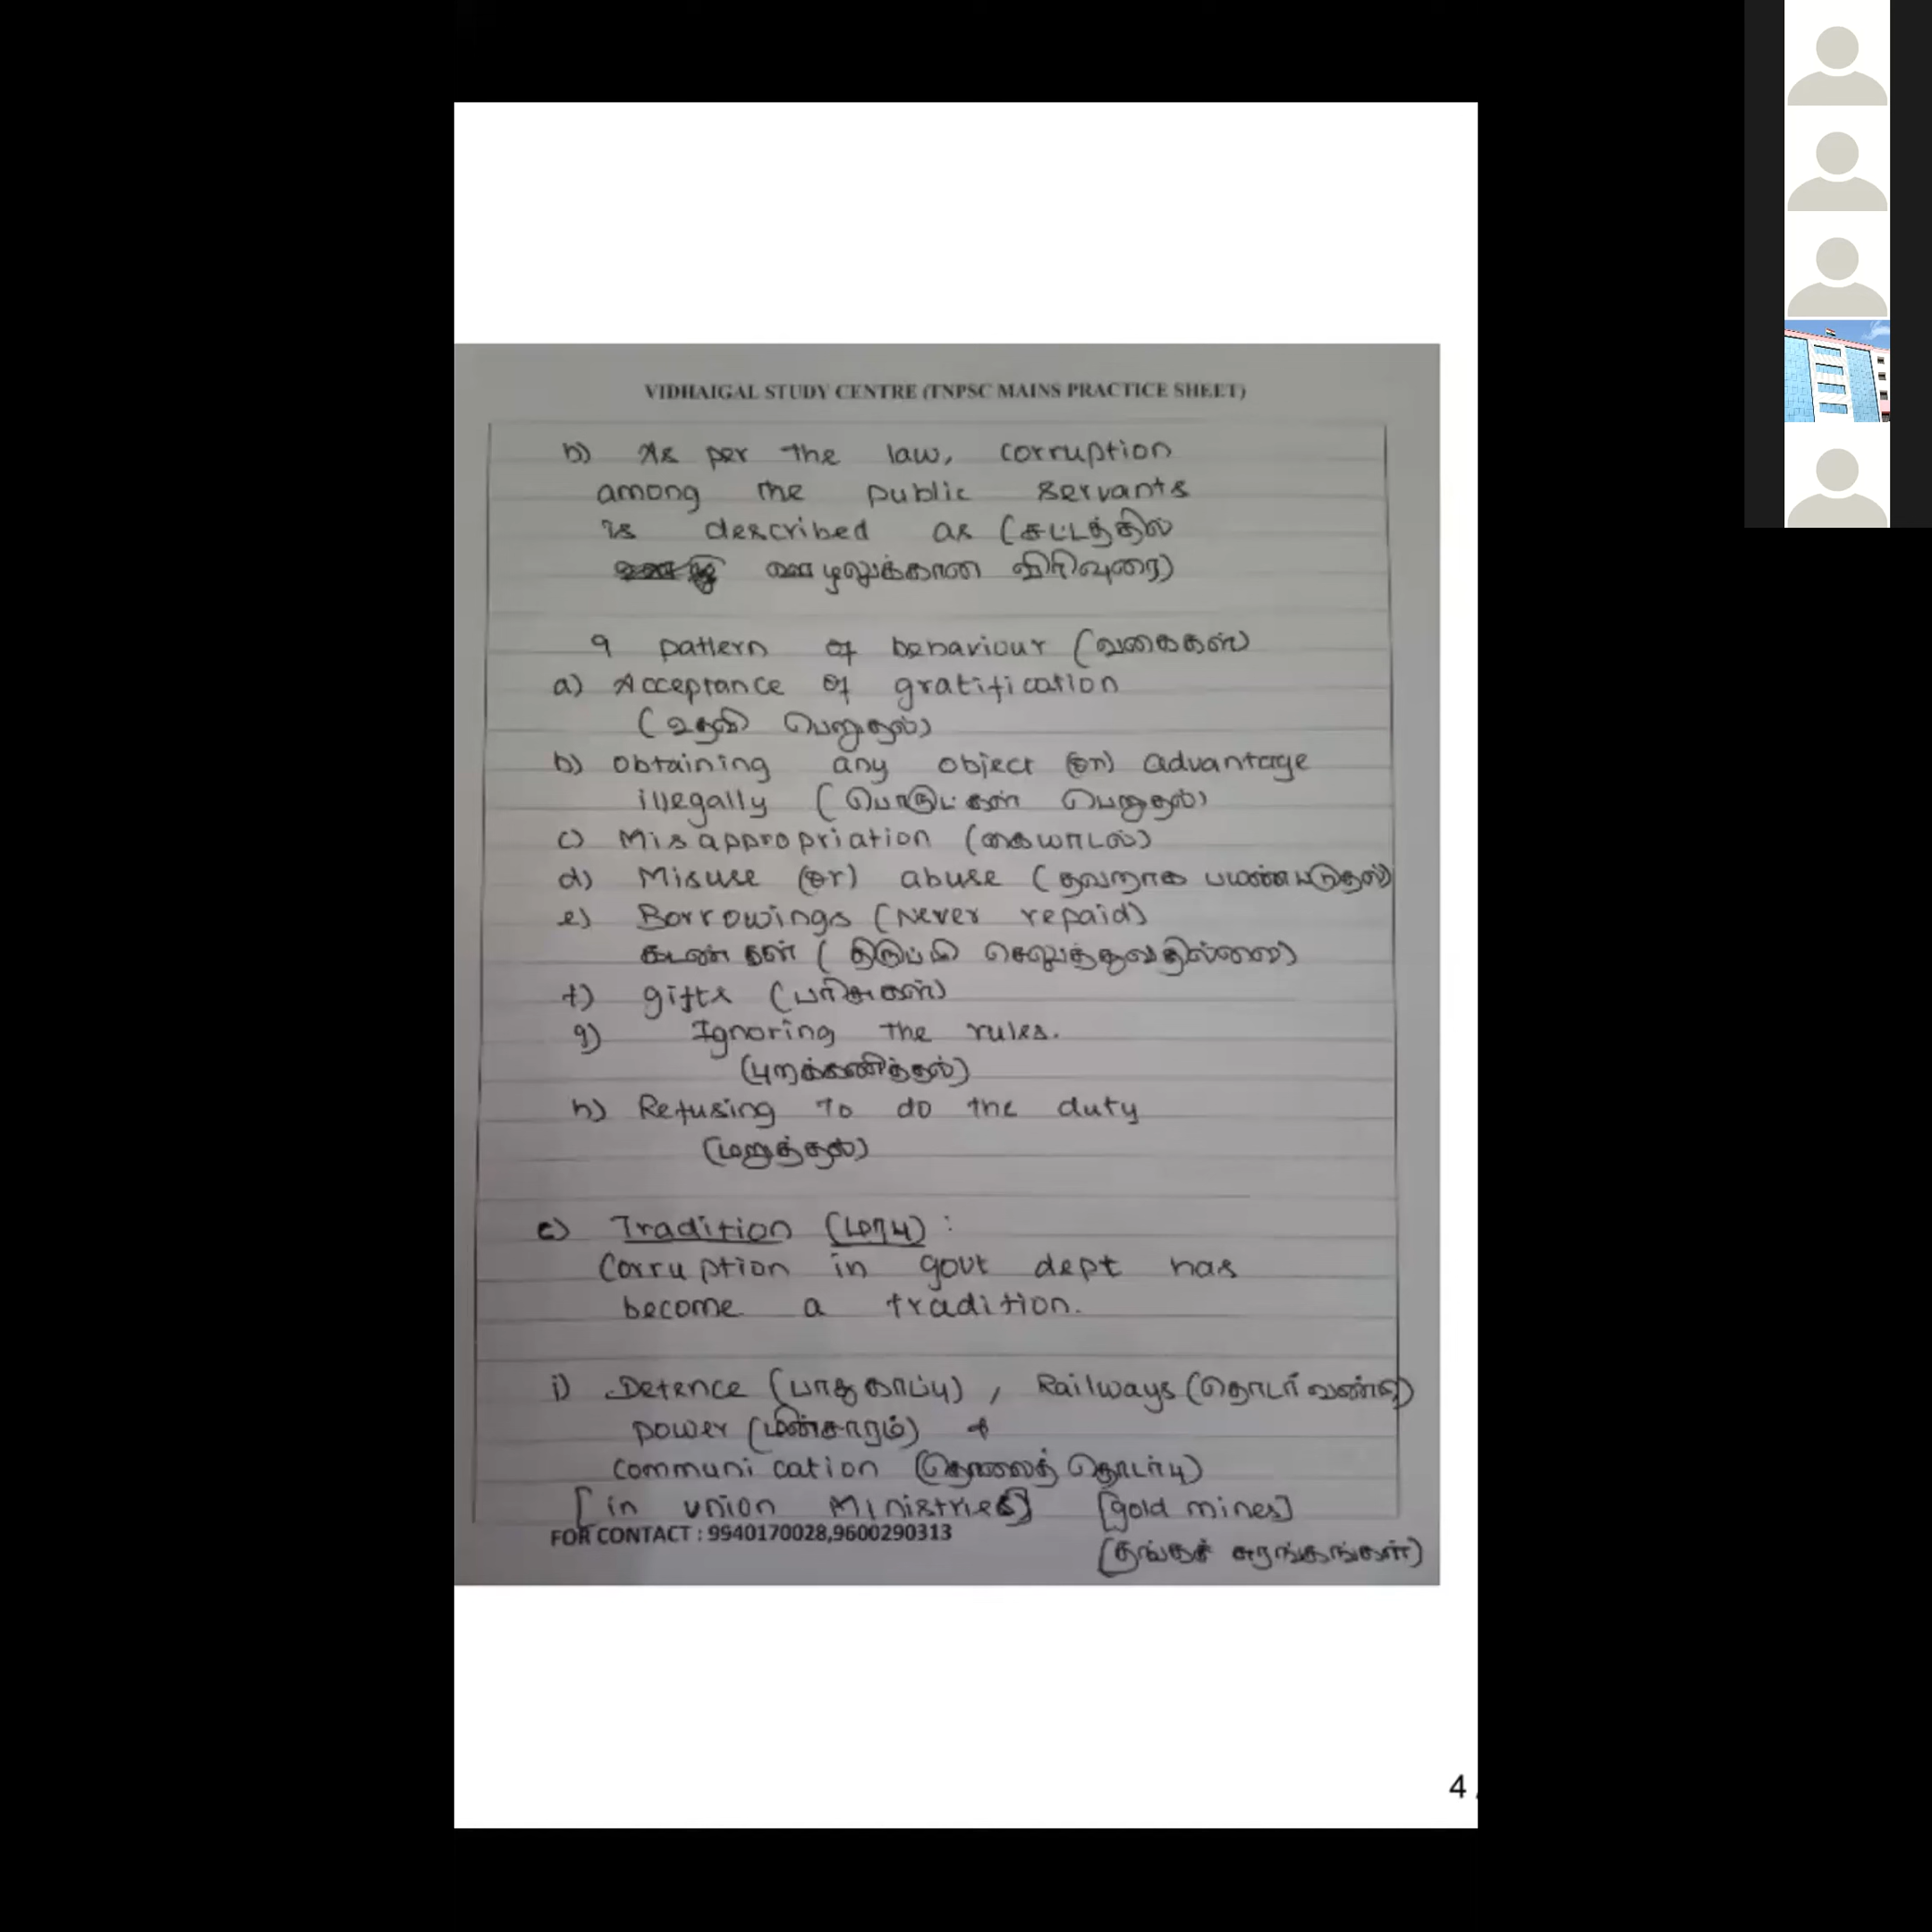 VIDHAIGAL STUDY CENTRE (TNPSC MAINS PRACTICE SHEET)
b) As per the law, corruption
among the public servants
is described as (சட்டத்தில்
ஊழலுக்கான விரிவுரை)
9 pattern of behaviour (வகைகள்)
a) Acceptance of gratification
(உதவி பெறுதல்)
b) obtaining any object (or) advantage
illegally (பொருட்கள் பெறுதல்)
c) Misappropriation (கையாடல்)
d) Misuse (or) abuse (தவறாக பயன்படுத்தல்)
e) Borrowings (Never repaid)
கடன்கள் (திருப்பி செலுத்துவதில்லை)
f) gifts (பரிசுகள்)
g) Ignoring the rules.
(புறக்கணித்தல்)
h) Refusing to do the duty
(மறுத்தல்)
c) Tradition (மரபு) :
Corruption in govt dept has
become a tradition.
i) Defence (பாதுகாப்பு) , Railways (தொடர் வண்டி)
power (மின்சாரம்) &
communi cation (தொலைத் தொடர்பு)
[in union Ministries] [gold mines]
FOR CONTACT : 9940170028,9600290313
[தங்கச் சுரங்கங்கள்]
4